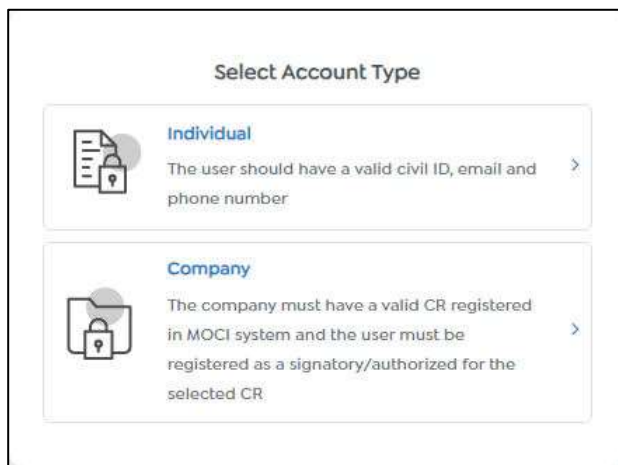 Select Account Type
Individual
The user should have a valid civil ID, email and
phone number
Company
The company must have a valid CR registered
in MOCI system and the user must be
registered as a signatory/authorized for the
selected CR